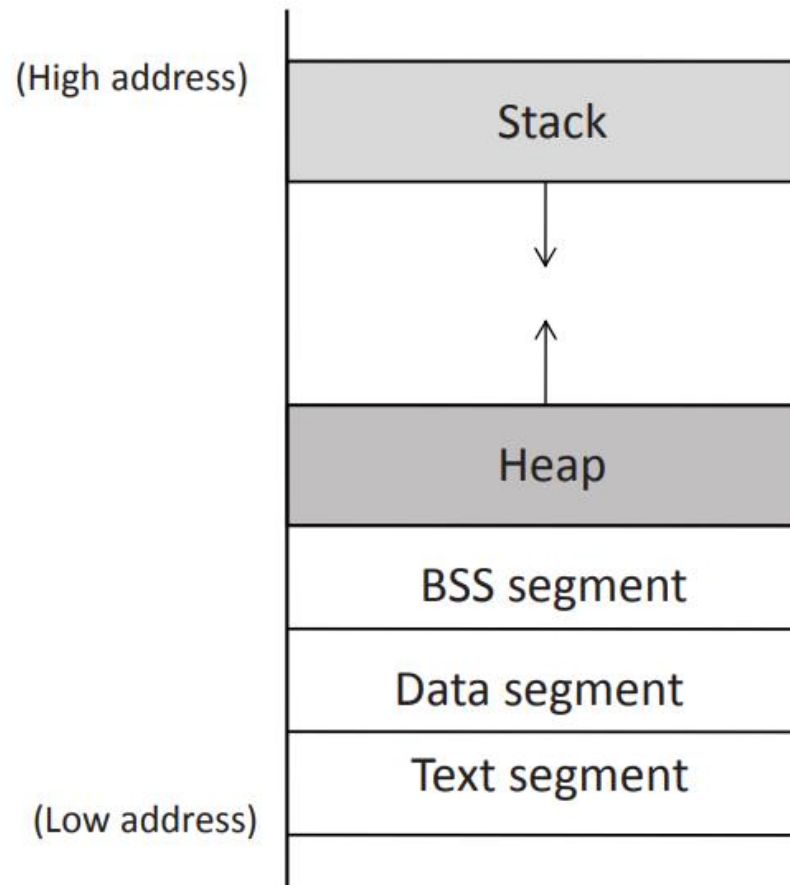 (High address)
Stack
Heap
BSS segment
Data segment
Text segment
(Low address)